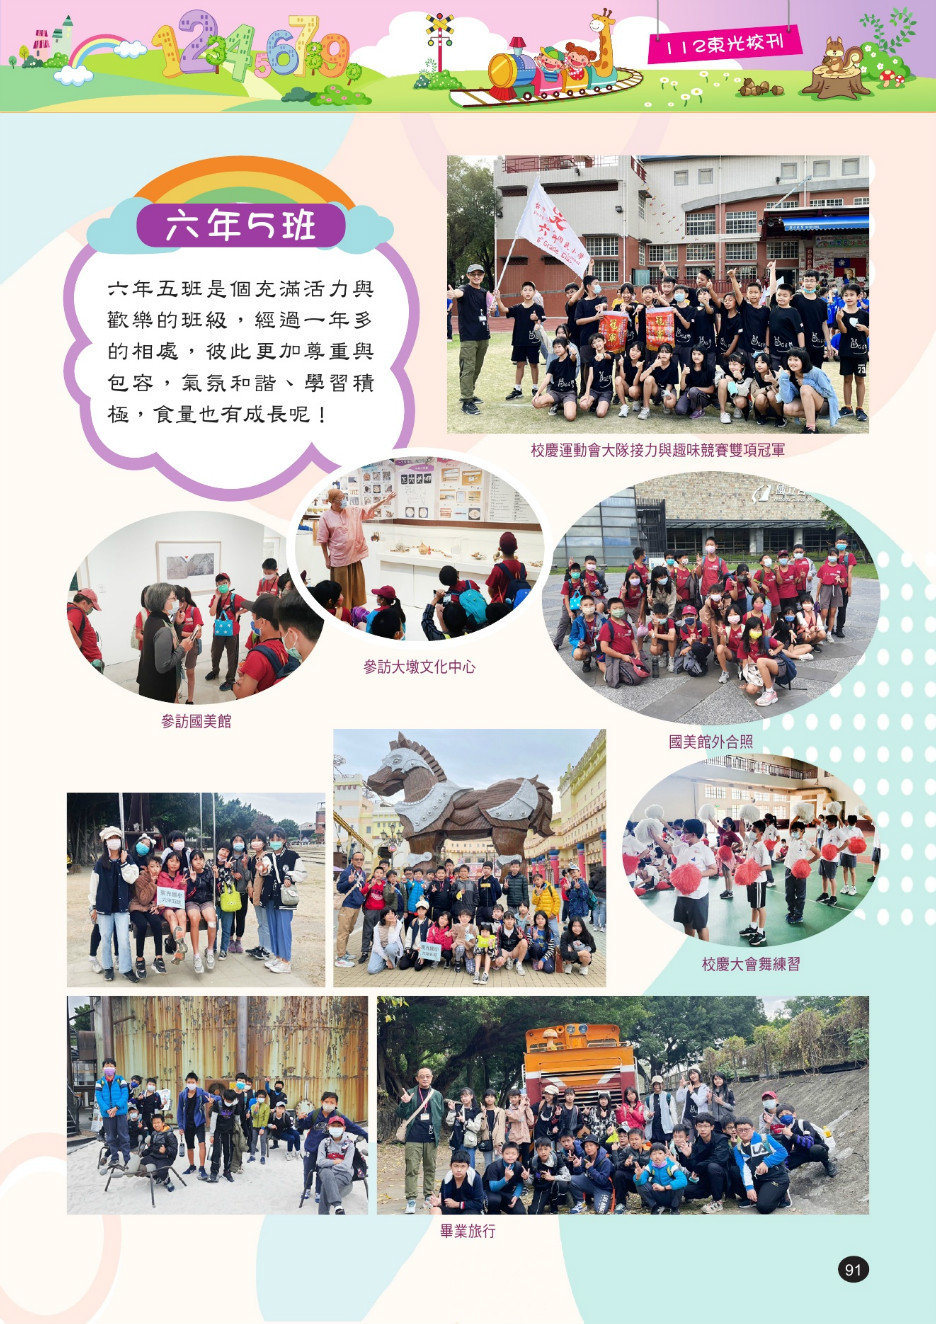 112東光校刊
六年5班
六年五班是個充滿活力與
歡樂的班級，經過一年多
的相處，彼此更加尊重與
包容，氣氛和諧、學習積
極，食量也有成長呢！
校慶運動會大隊接力與趣味競賽雙項冠軍
參訪大墩文化中心
參訪國美館
國美館外合照
校慶大會舞練習
畢業旅行
91